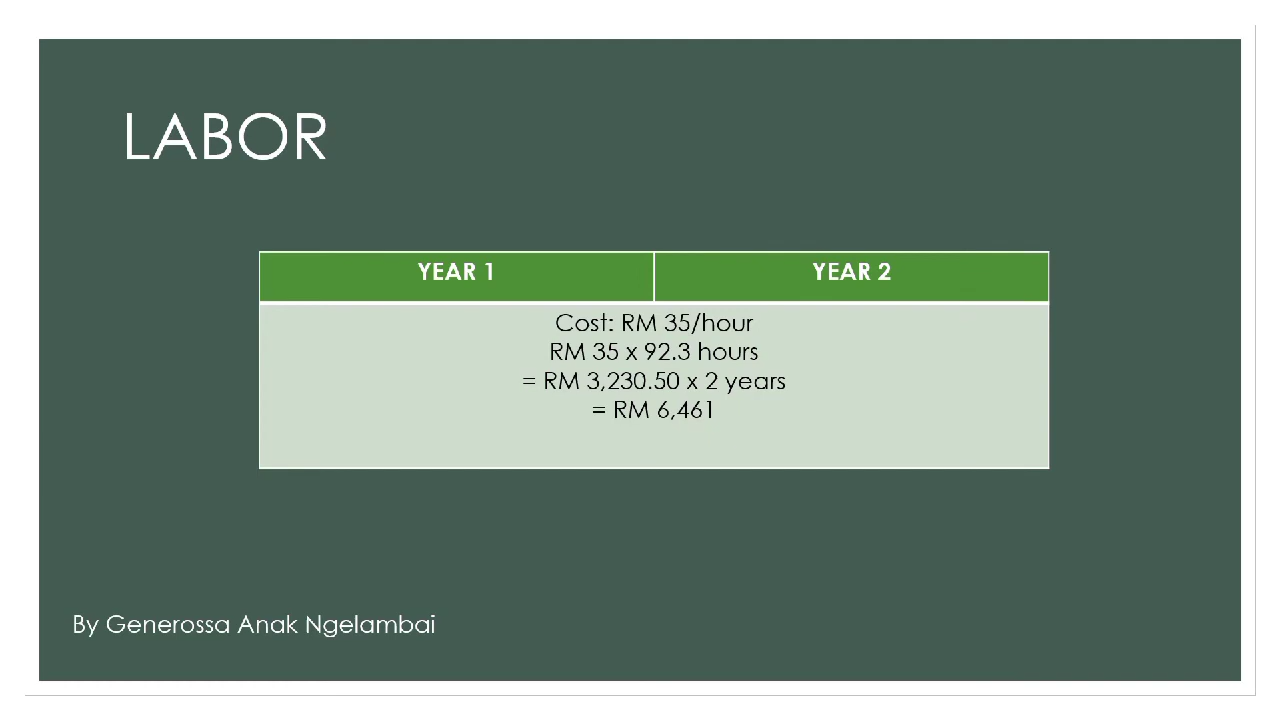 LABOR
YEAR 1
YEAR 2
Cost: RM 35/hour
RM 35 x 92.3 hours
= RM 3,230.50 x 2 years
= RM 6,461
By Generossa Anak Ngelambai